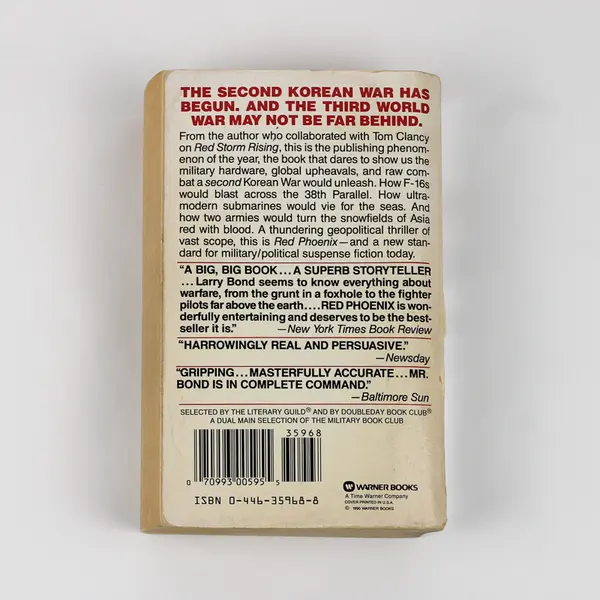 THE SECOND KOREAN WAR HAS
BEGUN. AND THE THIRD WORLD
WAR MAY NOT BE FAR BEHIND.
From the author who collaborated with Tom Clancy
on Red Storm Rising, this is the publishing phenom-
enon of the year, the book that dares to show us the
military hardware, global upheavals, and raw com-
bat a second Korean War would unleash. How F-16s
would blast across the 38th Parallel. How ultra-
modern submarines would vie for the seas. And
how two armies would turn the snowfields of Asia
red with blood. A thundering geopolitical thriller of
vast scope, this is Red Phoenix—and a new stan-
dard for military/political suspense fiction today.
"A BIG, BIG BOOK...A SUPERB STORYTELLER
...Larry Bond seems to know everything about
warfare, from the grunt in a foxhole to the fighter
pilots far above the earth....RED PHOENIX is won-
derfully entertaining and deserves to be the best-
seller it is." —New York Times Book Review
"HARROWINGLY REAL AND PERSUASIVE."
—Newsday
"GRIPPING...MASTERFULLY ACCURATE...MR.
BOND IS IN COMPLETE COMMAND."
—Baltimore Sun
SELECTED BY THE LITERARY GUILD® AND BY DOUBLEDAY BOOK CLUB®
A DUAL MAIN SELECTION OF THE MILITARY BOOK CLUB
35968
0 70993 00595 5
ISBN 0-446-35968-8
WARNER BOOKS
A Time Warner Company
COVER PRINTED IN U.S.A.
© 1990 WARNER BOOKS